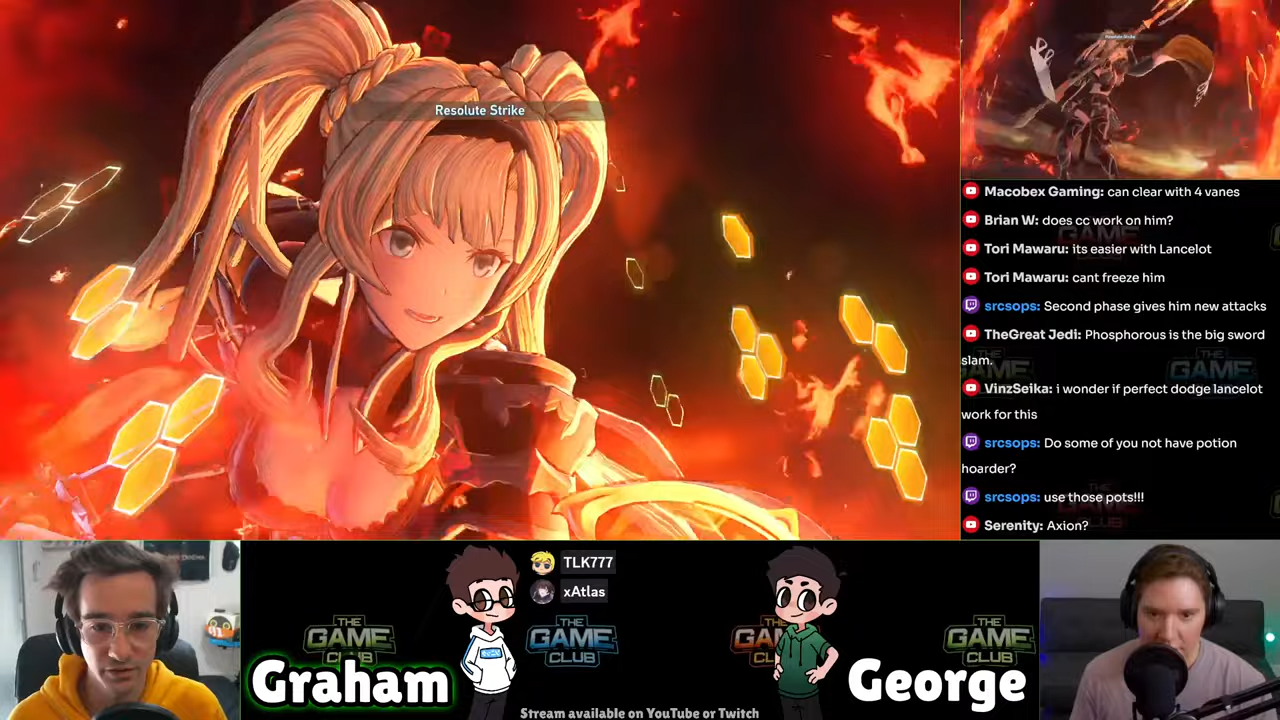 Resolute Strike
Resolute Strike
Macobex Gaming: can clear with 4 vanes
Brian W: does cc work on him?
Tori Mawaru: its easier with Lancelot
Tori Mawaru: cant freeze him
srcsops: Second phase gives him new attacks
TheGreat Jedi: Phosphorous is the big sword
slam.
VinzSeika: i wonder if perfect dodge lancelot
work for this
srcsops: Do some of you not have potion
hoarder?
srcsops: use those pots!!!
Serenity: Axion?
TLK777
xAtlas
THE
GAME
CLUB
THE
GAME
CLUB
THE
GAME
CLUB
Graham
George
Stream available on YouTube or Twitch